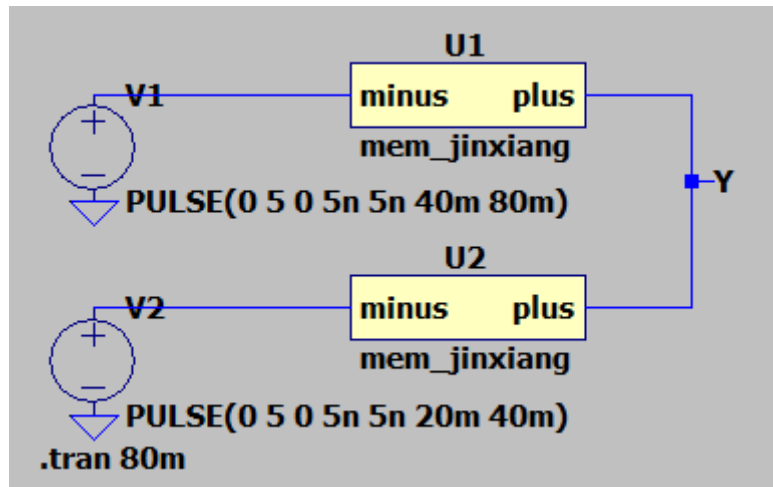 U1
V1
minus plus
mem_jinxiang
PULSE(0 5 0 5n 5n 40m 80m)
Y
U2
V2
minus plus
mem_jinxiang
PULSE(0 5 0 5n 5n 20m 40m)
.tran 80m